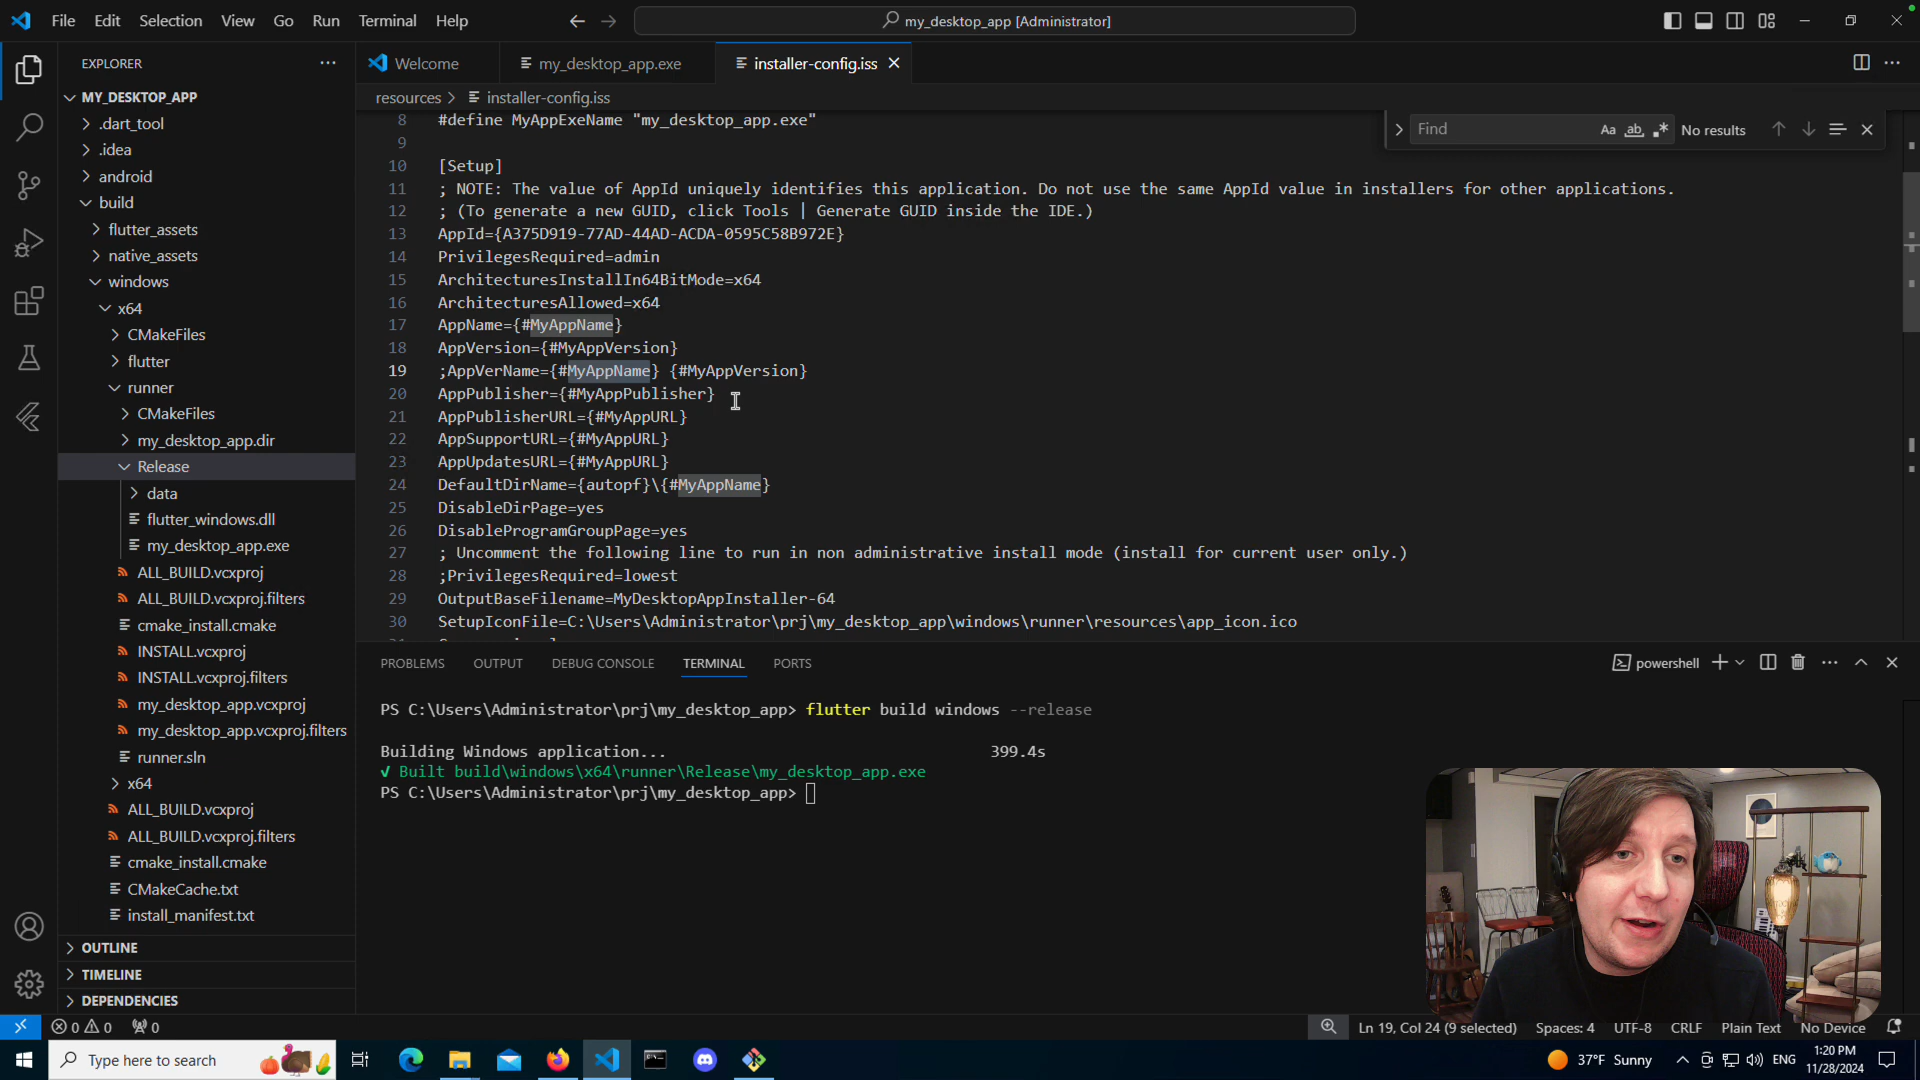 File Edit Selection View Go Run Terminal Help
my_desktop_app [Administrator]
EXPLORER
Welcome
my_desktop_app.exe
installer-config.iss
resources > installer-config.iss
MY_DESKTOP_APP
.dart_tool
.idea
android
build
flutter_assets
native_assets
windows
x64
CMakeFiles
flutter
runner
CMakeFiles
my_desktop_app.dir
Release
data
flutter_windows.dll
my_desktop_app.exe
ALL_BUILD.vcxproj
ALL_BUILD.vcxproj.filters
cmake_install.cmake
INSTALL.vcxproj
INSTALL.vcxproj.filters
my_desktop_app.vcxproj
my_desktop_app.vcxproj.filters
runner.sln
x64
ALL_BUILD.vcxproj
ALL_BUILD.vcxproj.filters
cmake_install.cmake
CMakeCache.txt
install_manifest.txt
OUTLINE
TIMELINE
DEPENDENCIES
Find Aa ab .* No results
8 #define MyAppExeName "my_desktop_app.exe"
9
10 [Setup]
11 ; NOTE: The value of AppId uniquely identifies this application. Do not use the same AppId value in installers for other applications.
12 ; (To generate a new GUID, click Tools | Generate GUID inside the IDE.)
13 AppId={A375D919-77AD-44AD-ACDA-0595C58B972E}
14 PrivilegesRequired=admin
15 ArchitecturesInstallIn64BitMode=x64
16 ArchitecturesAllowed=x64
17 AppName={#MyAppName}
18 AppVersion={#MyAppVersion}
19 ;AppVerName={#MyAppName} {#MyAppVersion}
20 AppPublisher={#MyAppPublisher}
21 AppPublisherURL={#MyAppURL}
22 AppSupportURL={#MyAppURL}
23 AppUpdatesURL={#MyAppURL}
24 DefaultDirName={autopf}\{#MyAppName}
25 DisableDirPage=yes
26 DisableProgramGroupPage=yes
27 ; Uncomment the following line to run in non administrative install mode (install for current user only.)
28 ;PrivilegesRequired=lowest
29 OutputBaseFilename=MyDesktopAppInstaller-64
30 SetupIconFile=C:\Users\Administrator\prj\my_desktop_app\windows\runner\resources\app_icon.ico
PROBLEMS OUTPUT DEBUG CONSOLE TERMINAL PORTS
powershell
PS C:\Users\Administrator\prj\my_desktop_app> flutter build windows --release
Building Windows application... 399.4s
√ Built build\windows\x64\runner\Release\my_desktop_app.exe
PS C:\Users\Administrator\prj\my_desktop_app>
0 0 0
Ln 19, Col 24 (9 selected) Spaces: 4 UTF-8 CRLF Plain Text No Device
Type here to search
37°F Sunny
ENG
1:20 PM
11/28/2024